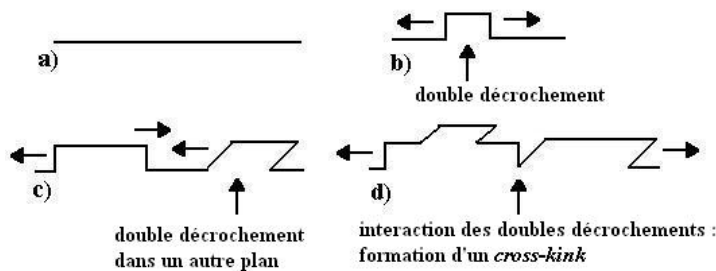 a)
b)
double décrochement
c)
d)
double décrochement
dans un autre plan
interaction des doubles décrochements :
formation d'un cross-kink